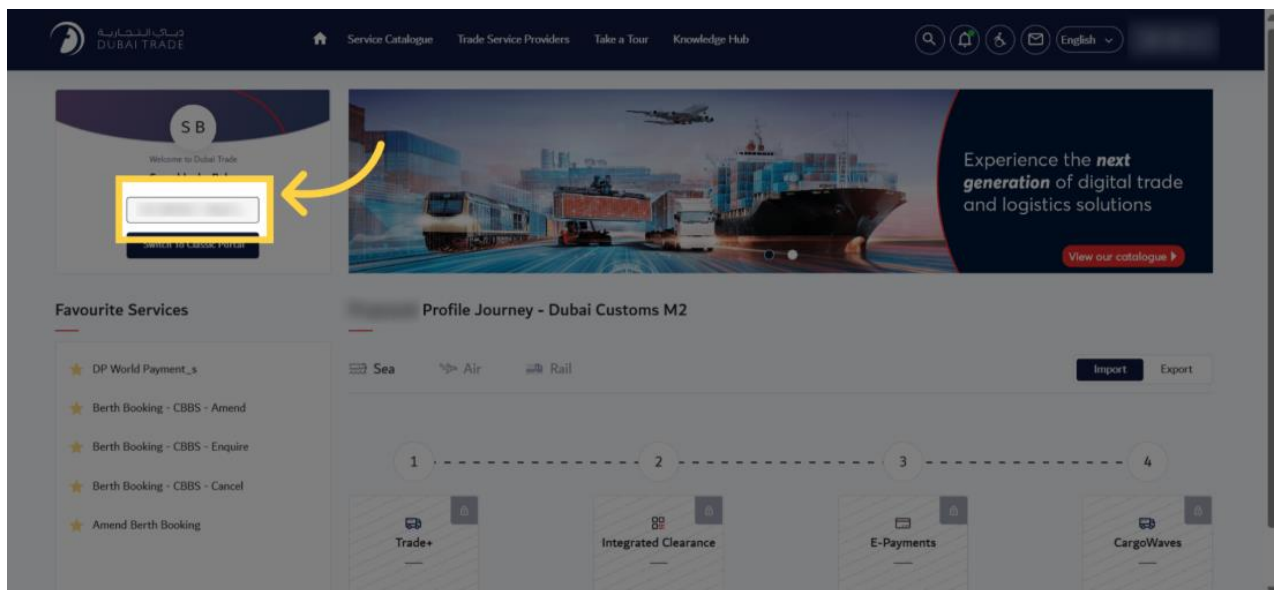 دبي التجارية
DUBAI TRADE
Service Catalogue
Trade Service Providers
Take a Tour
Knowledge Hub
English
S B
Welcome to Dubai Trade
Switch To Classic Portal
Experience the next
generation of digital trade
and logistics solutions
View our catalogue
Favourite Services
DP World Payment_s
Berth Booking - CBBS - Amend
Berth Booking - CBBS - Enquire
Berth Booking - CBBS - Cancel
Amend Berth Booking
Profile Journey - Dubai Customs M2
Sea
Air
Rail
Import
Export
1
2
3
4
Trade+
Integrated Clearance
E-Payments
CargoWaves